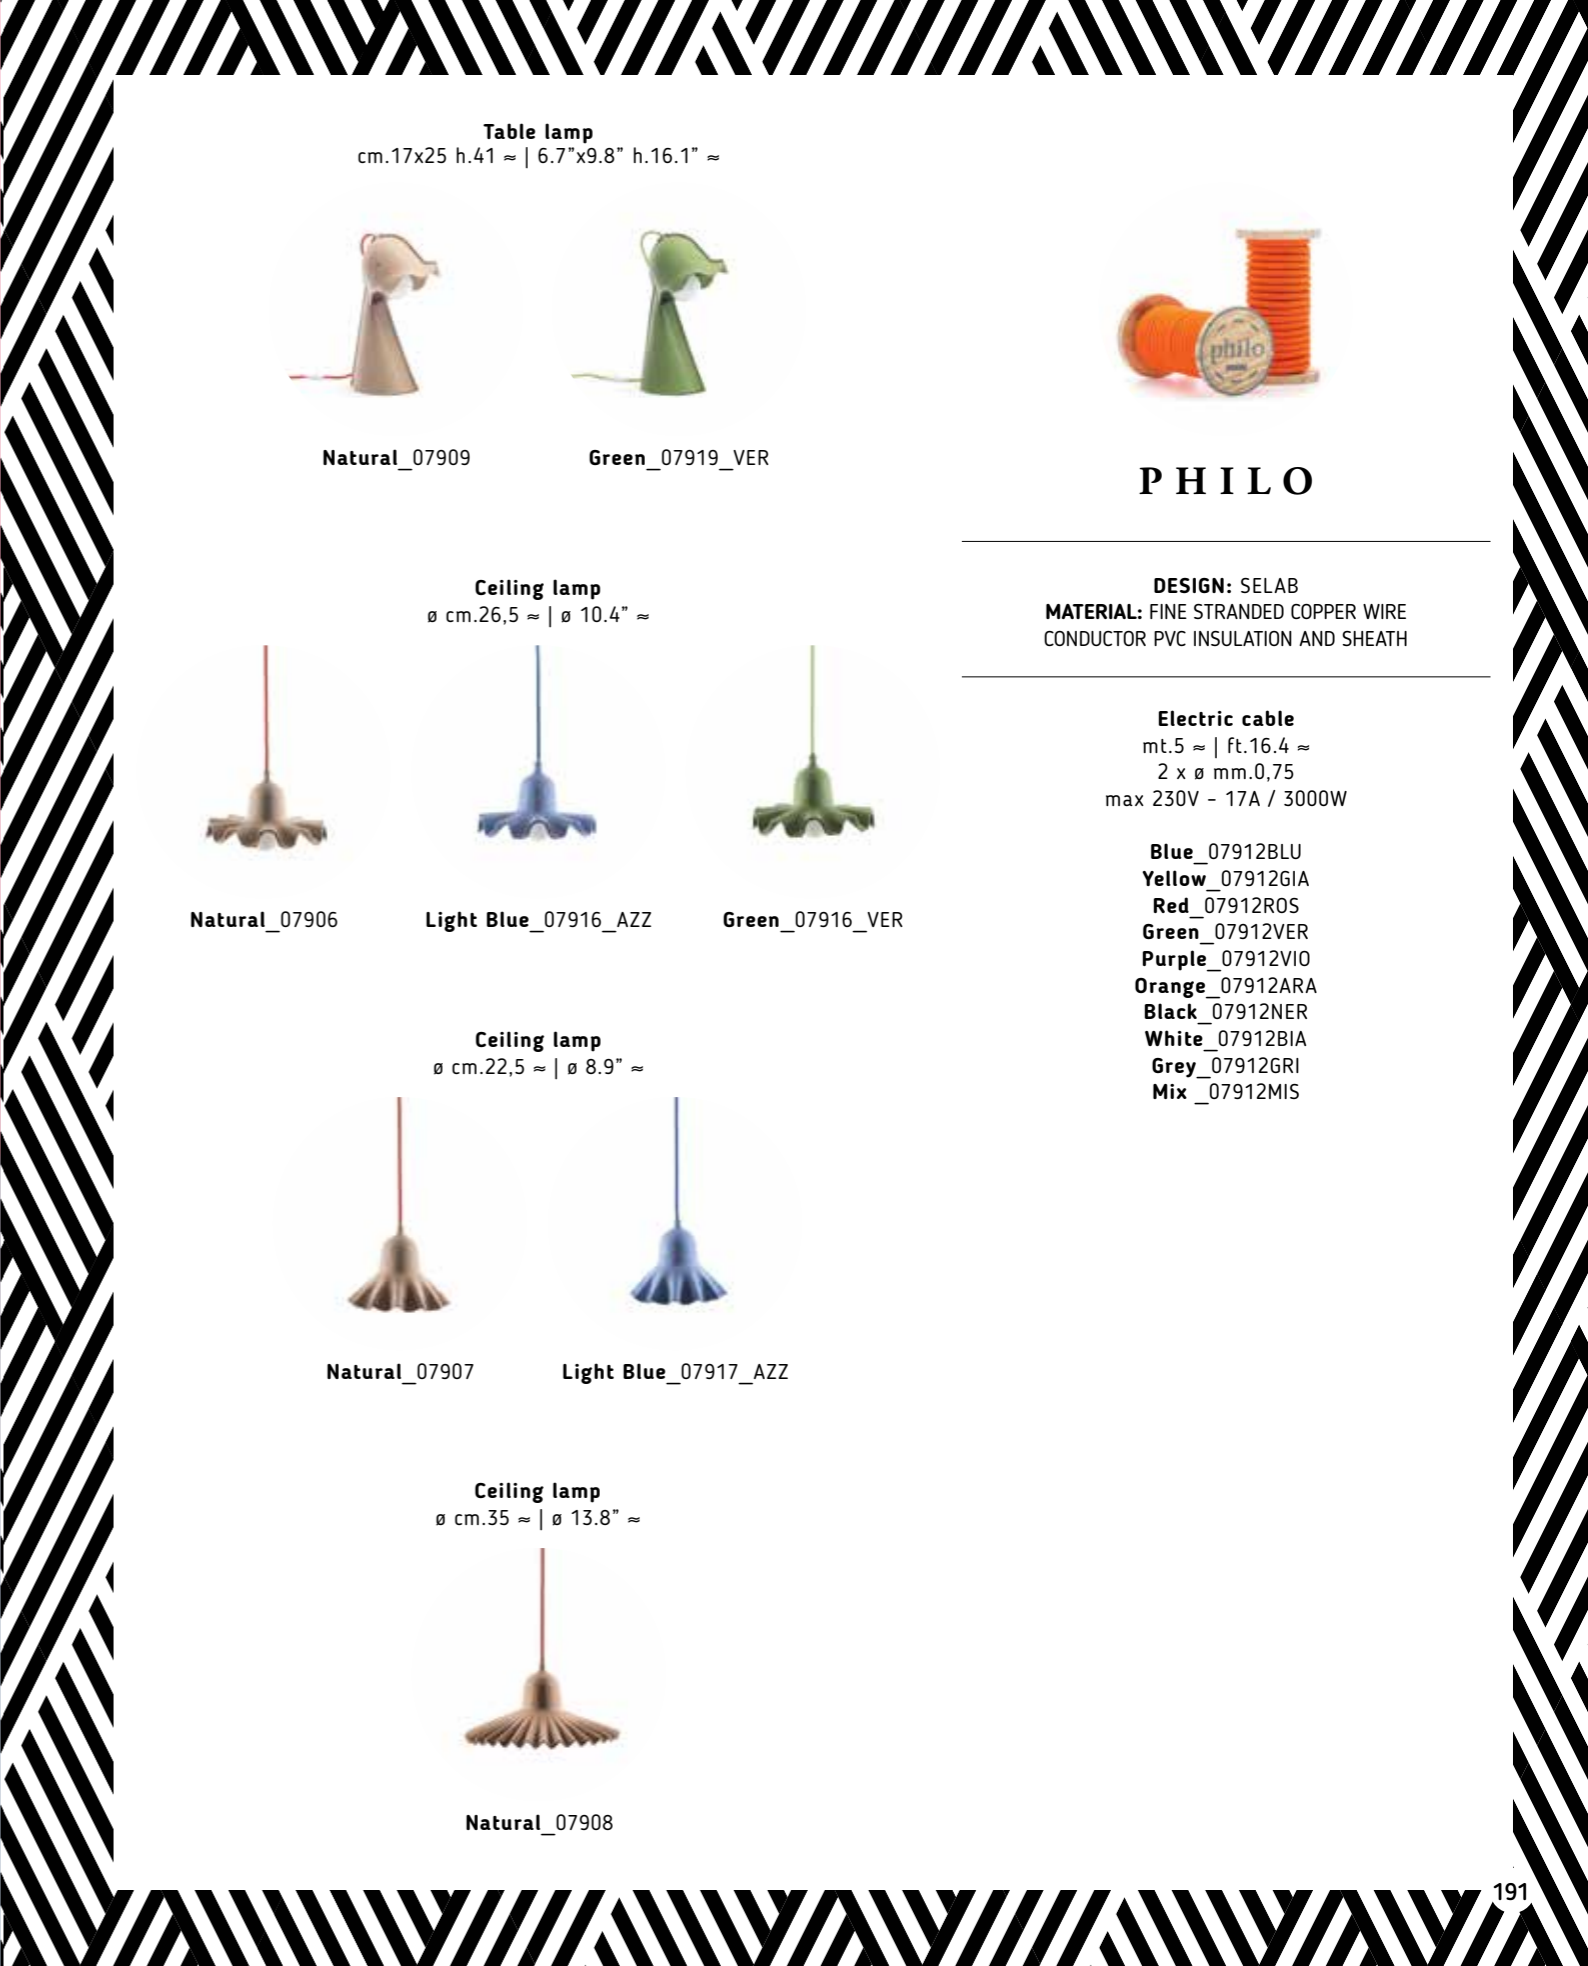 Table lamp
cm.17x25 h.41 ≈ | 6.7”x9.8” h.16.1” ≈
Natural_07909
Green_07919_VER
Ceiling lamp
ø cm.26,5 ≈ | ø 10.4” ≈
Natural_07906
Light Blue_07916_AZZ
Green_07916_VER
Ceiling lamp
ø cm.22,5 ≈ | ø 8.9” ≈
Natural_07907
Light Blue_07917_AZZ
Ceiling lamp
ø cm.35 ≈ | ø 13.8” ≈
Natural_07908
philo
PHILO
DESIGN: SELAB
MATERIAL: FINE STRANDED COPPER WIRE
CONDUCTOR PVC INSULATION AND SHEATH
Electric cable
mt.5 ≈ | ft.16.4 ≈
2 x ø mm.0,75
max 230V - 17A / 3000W
Blue_07912BLU
Yellow_07912GIA
Red_07912ROS
Green_07912VER
Purple_07912VIO
Orange_07912ARA
Black_07912NER
White_07912BIA
Grey_07912GRI
Mix _07912MIS
191